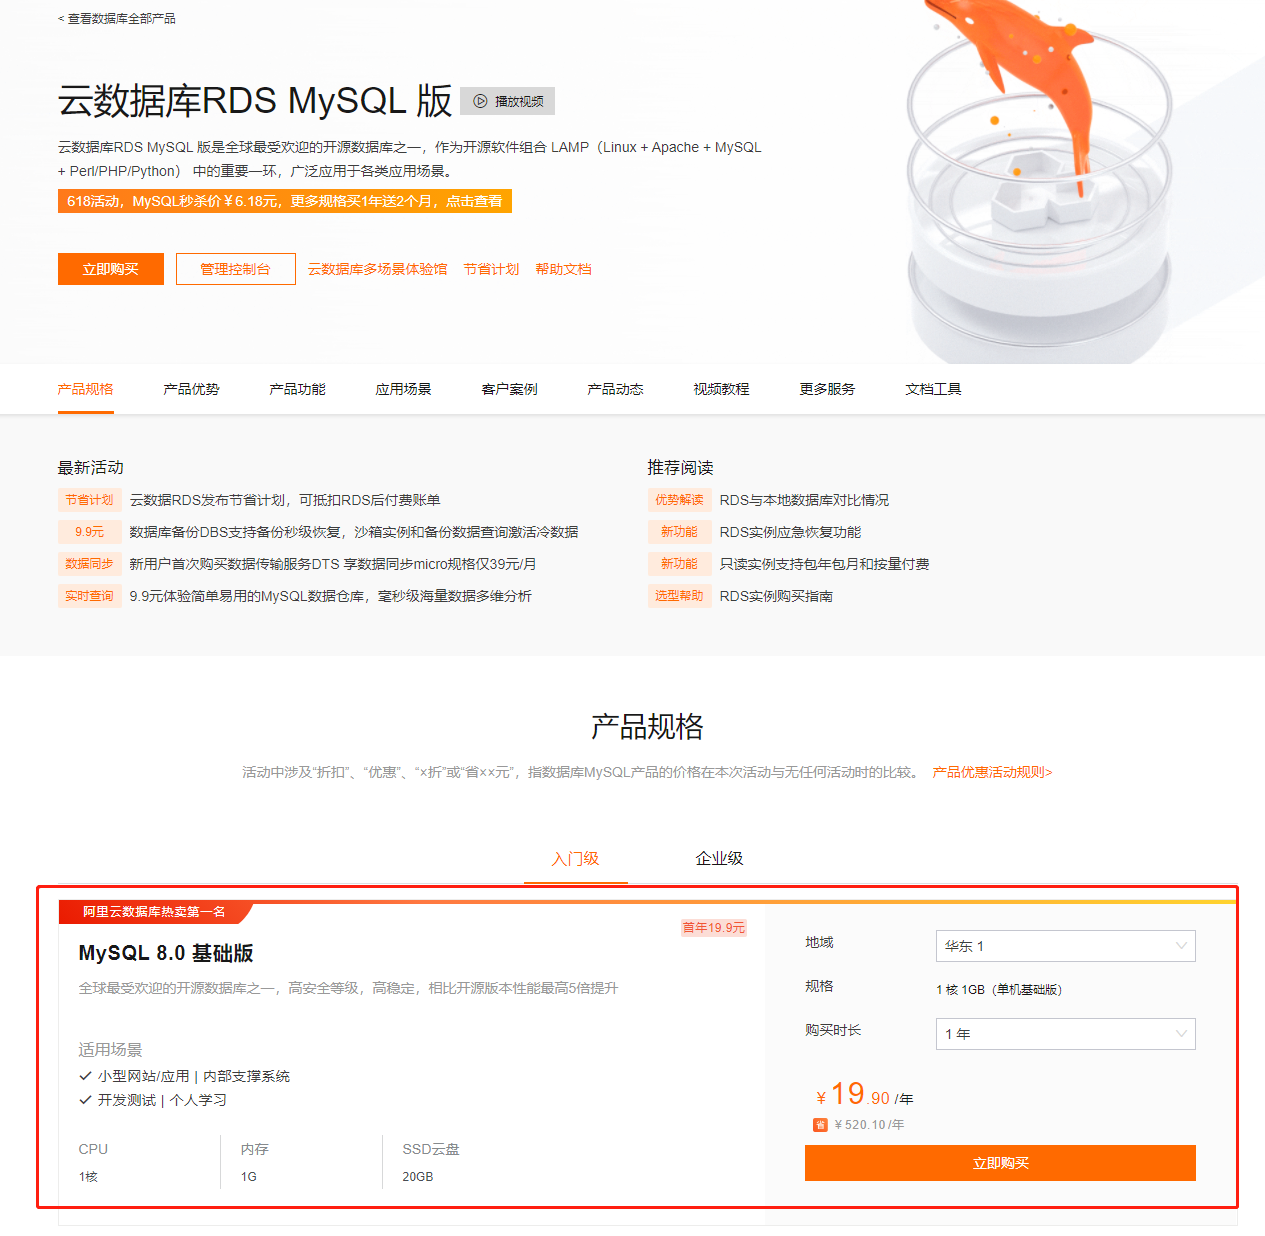 < 查看数据库全部产品
云数据库RDS MySQL 版
播放视频
云数据库RDS MySQL 版是全球最受欢迎的开源数据库之一，作为开源软件组合 LAMP（Linux + Apache + MySQL
+ Perl/PHP/Python） 中的重要一环，广泛应用于各类应用场景。
618活动，MySQL秒杀价￥6.18元，更多规格买1年送2个月，点击查看
立即购买 管理控制台 云数据库多场景体验馆 节省计划 帮助文档
产品规格 产品优势 产品功能 应用场景 客户案例 产品动态 视频教程 更多服务 文档工具
最新活动
节省计划 云数据RDS发布节省计划，可抵扣RDS后付费账单
9.9元 数据库备份DBS支持备份秒级恢复，沙箱实例和备份数据查询激活冷数据
数据同步 新用户首次购买数据传输服务DTS 享数据同步micro规格仅39元/月
实时查询 9.9元体验简单易用的MySQL数据仓库，毫秒级海量数据多维分析
推荐阅读
优势解读 RDS与本地数据库对比情况
新功能 RDS实例应急恢复功能
新功能 只读实例支持包年包月和按量付费
选型帮助 RDS实例购买指南
产品规格
活动中涉及“折扣”、“优惠”、“×折”或“省××元”，指数据库MySQL产品的价格在本次活动与无任何活动时的比较。 产品优惠活动规则>
入门级 企业级
阿里云数据库热卖第一名
首年19.9元
MySQL 8.0 基础版
全球最受欢迎的开源数据库之一，高安全等级，高稳定，相比开源版本性能最高5倍提升
适用场景
小型网站/应用 | 内部支撑系统
开发测试 | 个人学习
CPU 内存 SSD云盘
1核 1G 20GB
地域 华东 1
规格 1 核 1GB（单机基础版）
购买时长 1 年
￥19.90 /年
省 ￥520.10/年
立即购买